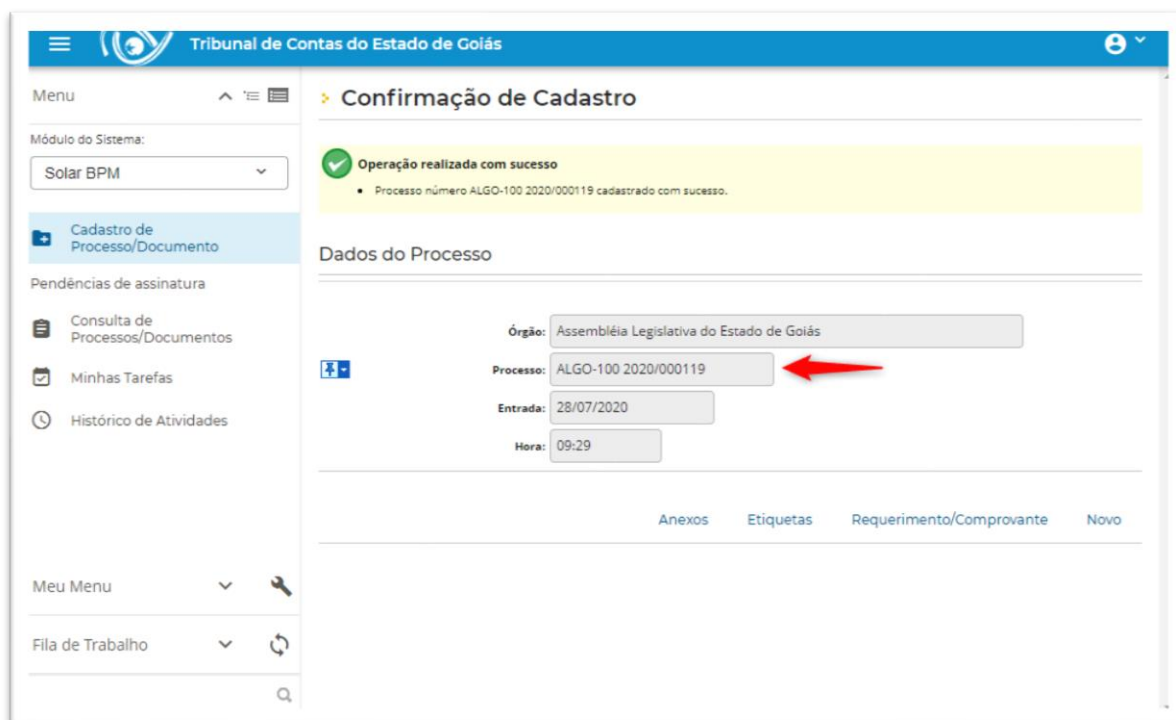 Tribunal de Contas do Estado de Goiás
Menu
Módulo do Sistema:
Solar BPM
Cadastro de
Processo/Documento
Pendências de assinatura
Consulta de
Processos/Documentos
Minhas Tarefas
Histórico de Atividades
Meu Menu
Fila de Trabalho
Confirmação de Cadastro
Operação realizada com sucesso
• Processo número ALGO-100 2020/000119 cadastrado com sucesso.
Dados do Processo
Órgão: Assembléia Legislativa do Estado de Goiás
Processo: ALGO-100 2020/000119
Entrada: 28/07/2020
Hora: 09:29
Anexos Etiquetas Requerimento/Comprovante Novo